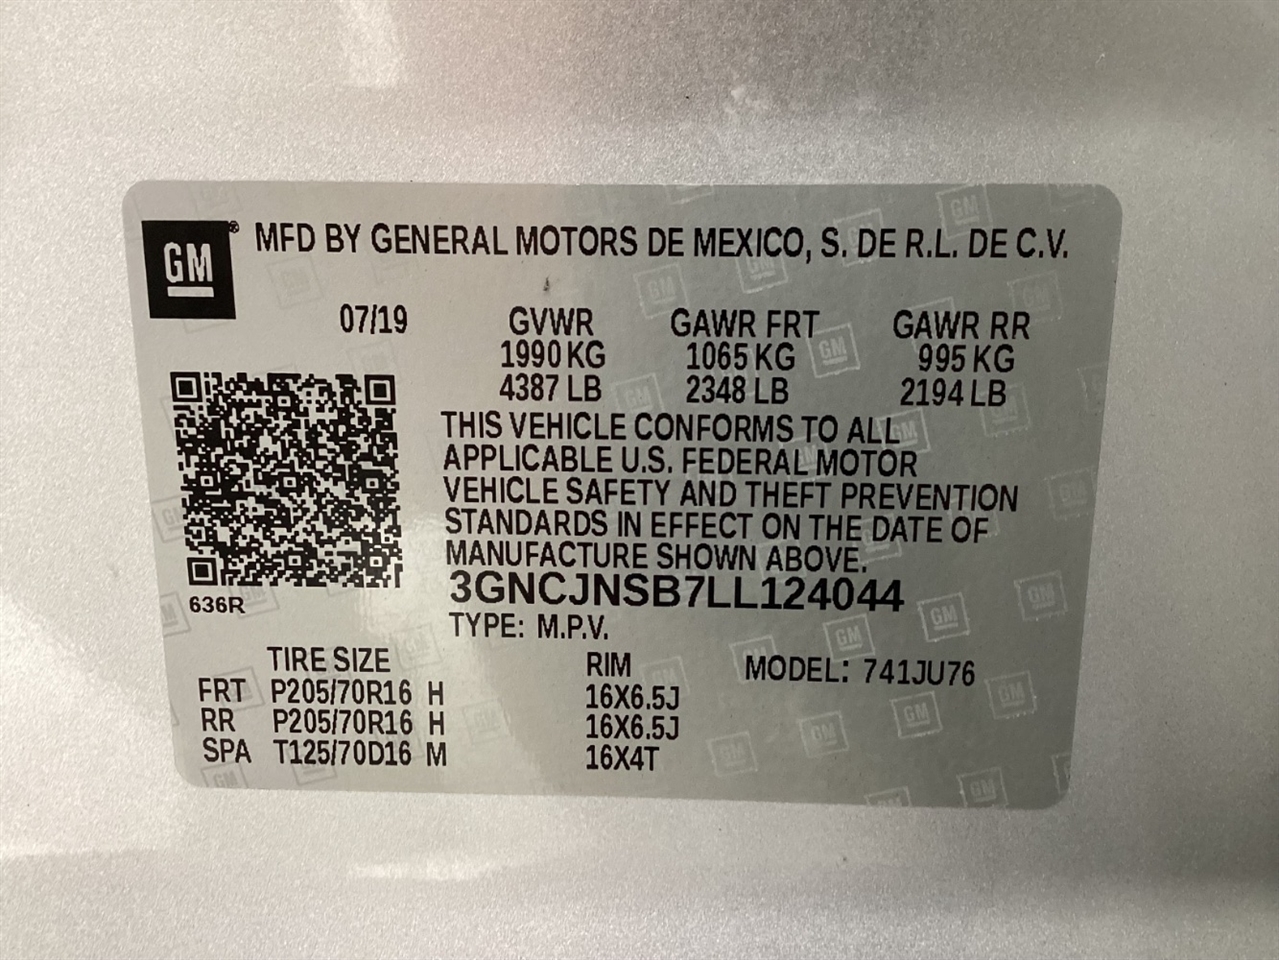 GM® MFD BY GENERAL MOTORS DE MEXICO, S. DE R.L. DE C.V.
07/19 GVWR GAWR FRT GAWR RR
1990 KG 1065 KG 995 KG
4387 LB 2348 LB 2194 LB
THIS VEHICLE CONFORMS TO ALL
APPLICABLE U.S. FEDERAL MOTOR
VEHICLE SAFETY AND THEFT PREVENTION
STANDARDS IN EFFECT ON THE DATE OF
MANUFACTURE SHOWN ABOVE.
3GNCJNSB7LL124044
636R
TYPE: M.P.V.
TIRE SIZE RIM MODEL: 741JU76
FRT P205/70R16 H 16X6.5J
RR P205/70R16 H 16X6.5J
SPA T125/70D16 M 16X4T